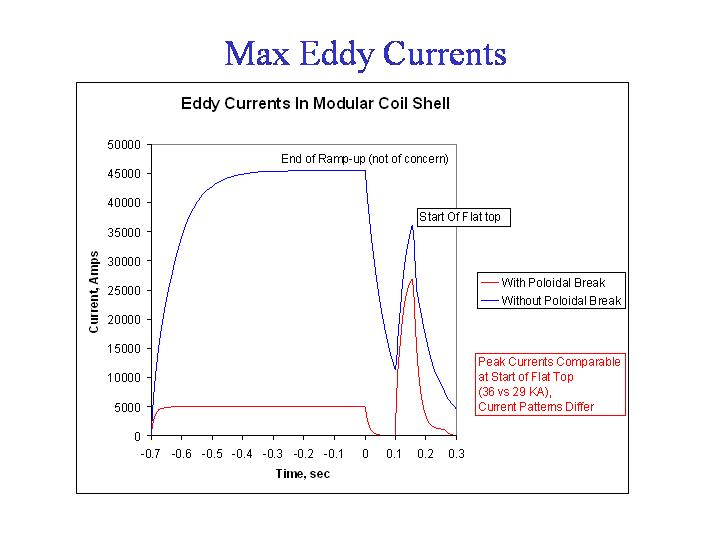 Max Eddy Currents
Eddy Currents In Modular Coil Shell
50000
45000
40000
35000
30000
25000
20000
15000
10000
5000
0
Current, Amps
End of Ramp-up (not of concern)
Start Of Flat top
With Poloidal Break
Without Poloidal Break
Peak Currents Comparable
at Start of Flat Top
(36 vs 29 KA),
Current Patterns Differ
-0.7 -0.6 -0.5 -0.4 -0.3 -0.2 -0.1 0 0.1 0.2 0.3
Time, sec